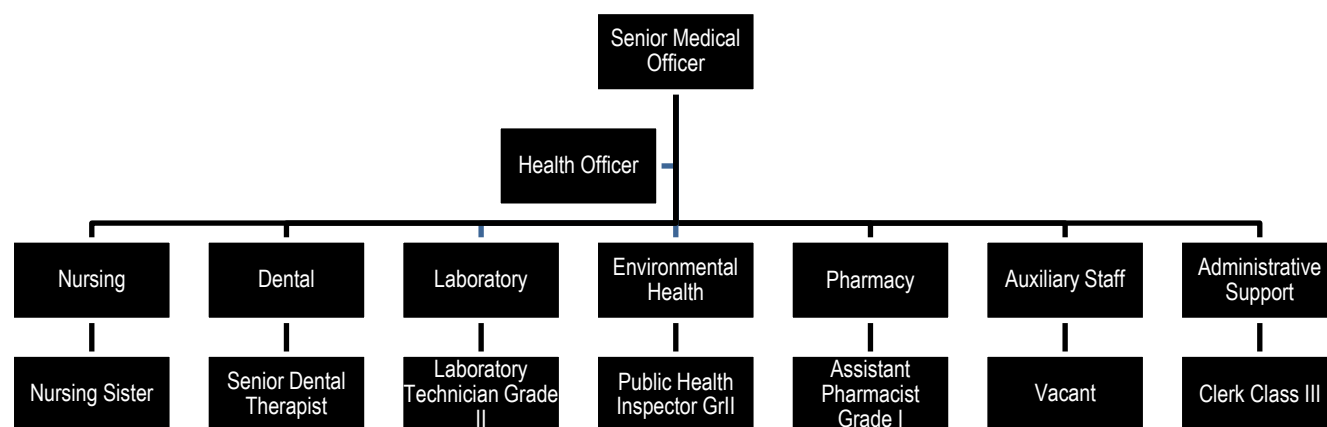 Senior Medical
Officer
Health Officer
Nursing
Dental
Laboratory
Environmental
Health
Pharmacy
Auxiliary Staff
Administrative
Support
Nursing Sister
Senior Dental
Therapist
Laboratory
Technician Grade
II
Public Health
Inspector GrII
Assistant
Pharmacist
Grade I
Vacant
Clerk Class III